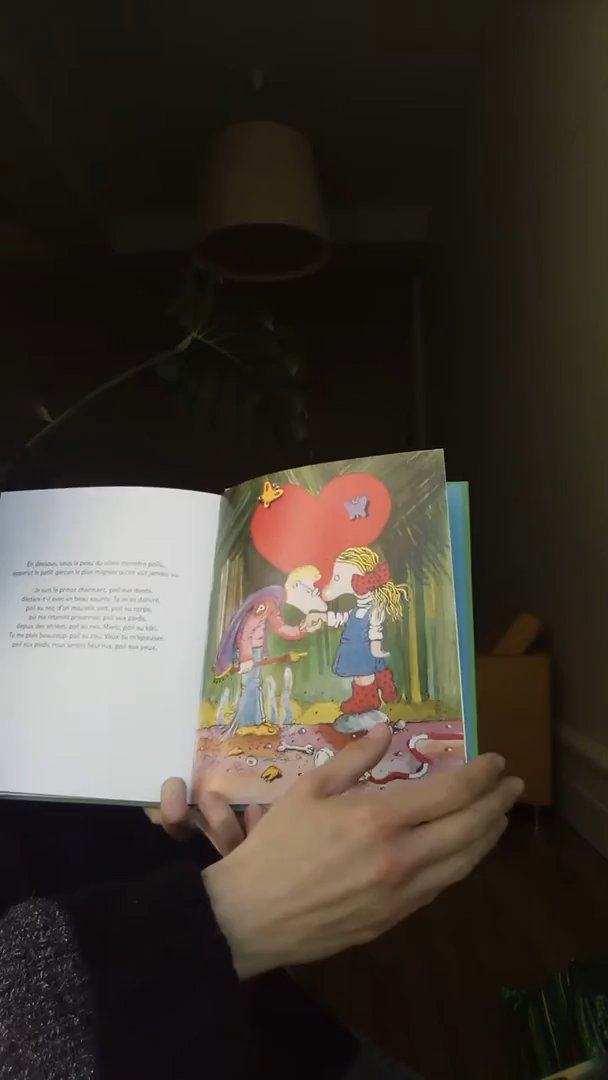 En dessous, sous la peau du vilain monstre poilu,
apparut le petit garçon le plus mignon qu'on vait jamais vu.
- Je suis le prince charmant, poil aux dents,
déclare-t-il avec un beau sourire. Tu m'as délivré,
poil au nez, d'un mauvais sort, poil au corps,
qui me retenait prisonnier, poil aux pieds,
depuis des années, poil au nez. Merci, poil au kiki,
Tu me plais beaucoup, poil au cou. Veux-tu m'épouser,
poil aux pieds, nous serons heureux, poil aux yeux.
P